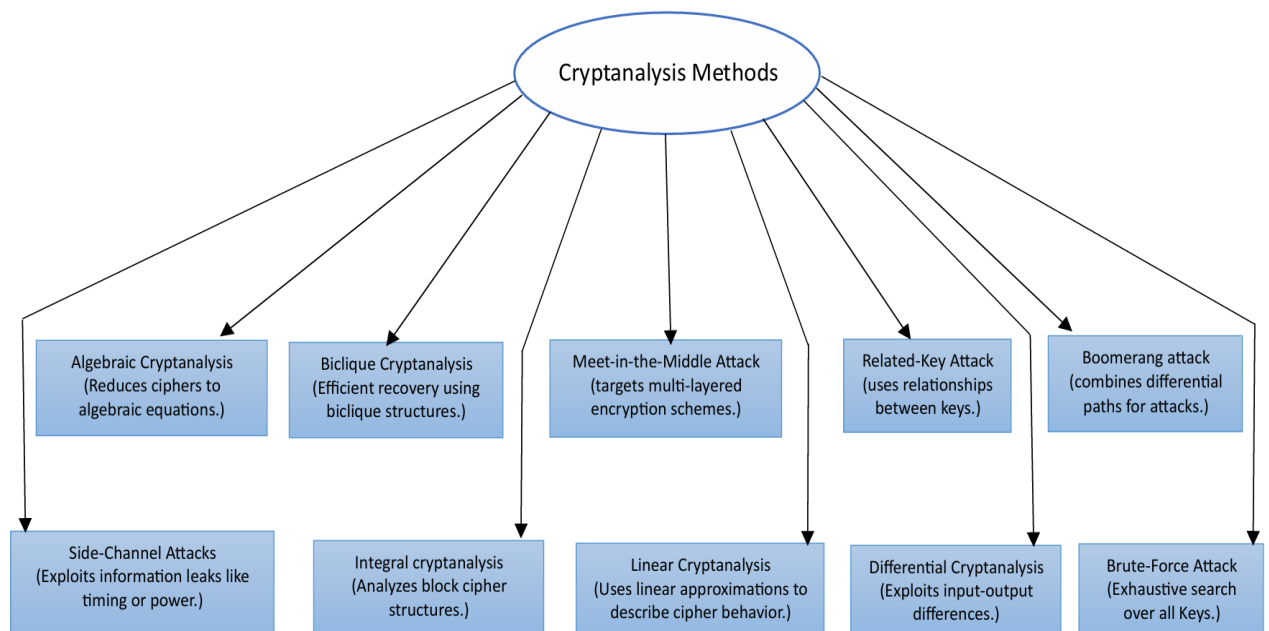 Cryptanalysis Methods
Algebraic Cryptanalysis
(Reduces ciphers to
algebraic equations.)
Biclique Cryptanalysis
(Efficient recovery using
biclique structures.)
Meet-in-the-Middle Attack
(targets multi-layered
encryption schemes.)
Related-Key Attack
(uses relationships
between keys.)
Boomerang attack
(combines differential
paths for attacks.)
Side-Channel Attacks
(Exploits information leaks like
timing or power.)
Integral cryptanalysis
(Analyzes block cipher
structures.)
Linear Cryptanalysis
(Uses linear approximations to
describe cipher behavior.)
Differential Cryptanalysis
(Exploits input-output
differences.)
Brute-Force Attack
(Exhaustive search
over all Keys.)